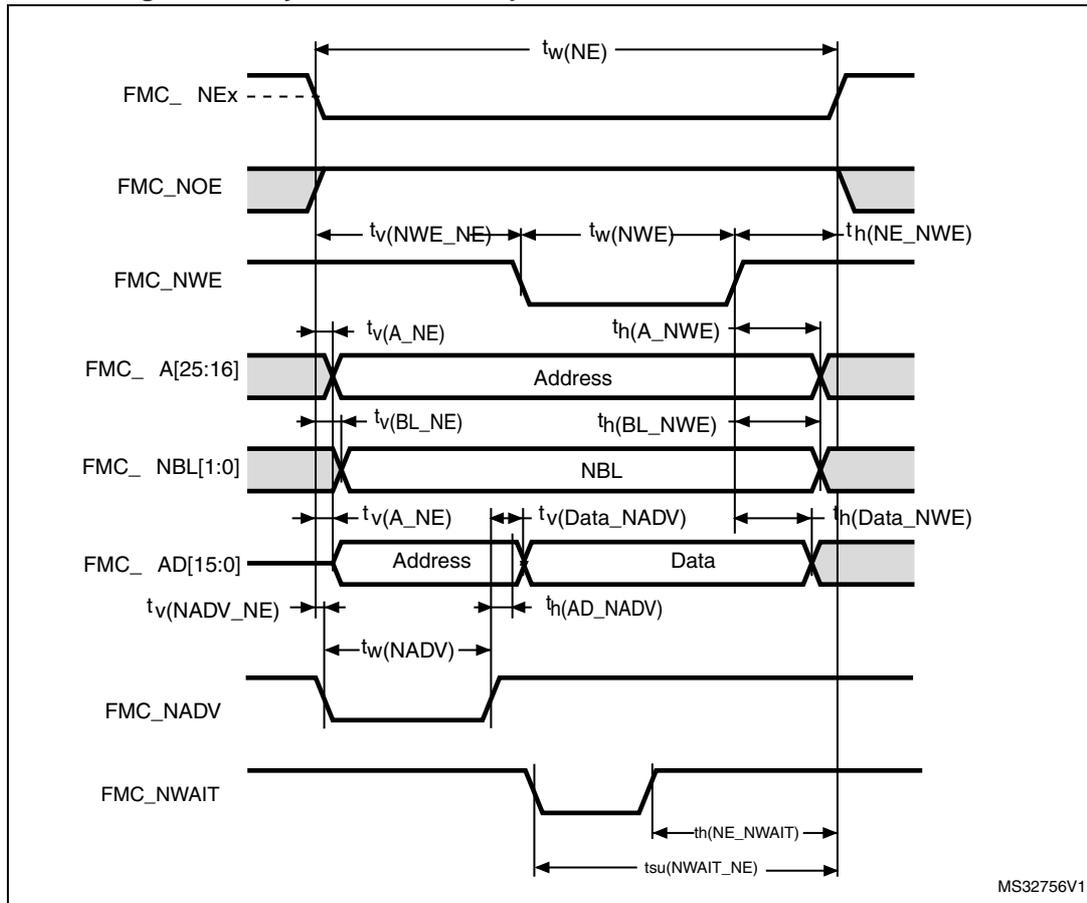 tw(NE)
FMC_ NEx
FMC_NOE
tv(NWE_NE) tw(NWE) th(NE_NWE)
FMC_NWE
tv(A_NE) th(A_NWE)
FMC_ A[25:16] Address
tv(BL_NE) th(BL_NWE)
FMC_ NBL[1:0] NBL
tv(A_NE) tv(Data_NADV) th(Data_NWE)
FMC_ AD[15:0] Address Data
tv(NADV_NE) th(AD_NADV)
tw(NADV)
FMC_NADV
FMC_NWAIT
th(NE_NWAIT)
tsu(NWAIT_NE)
MS32756V1